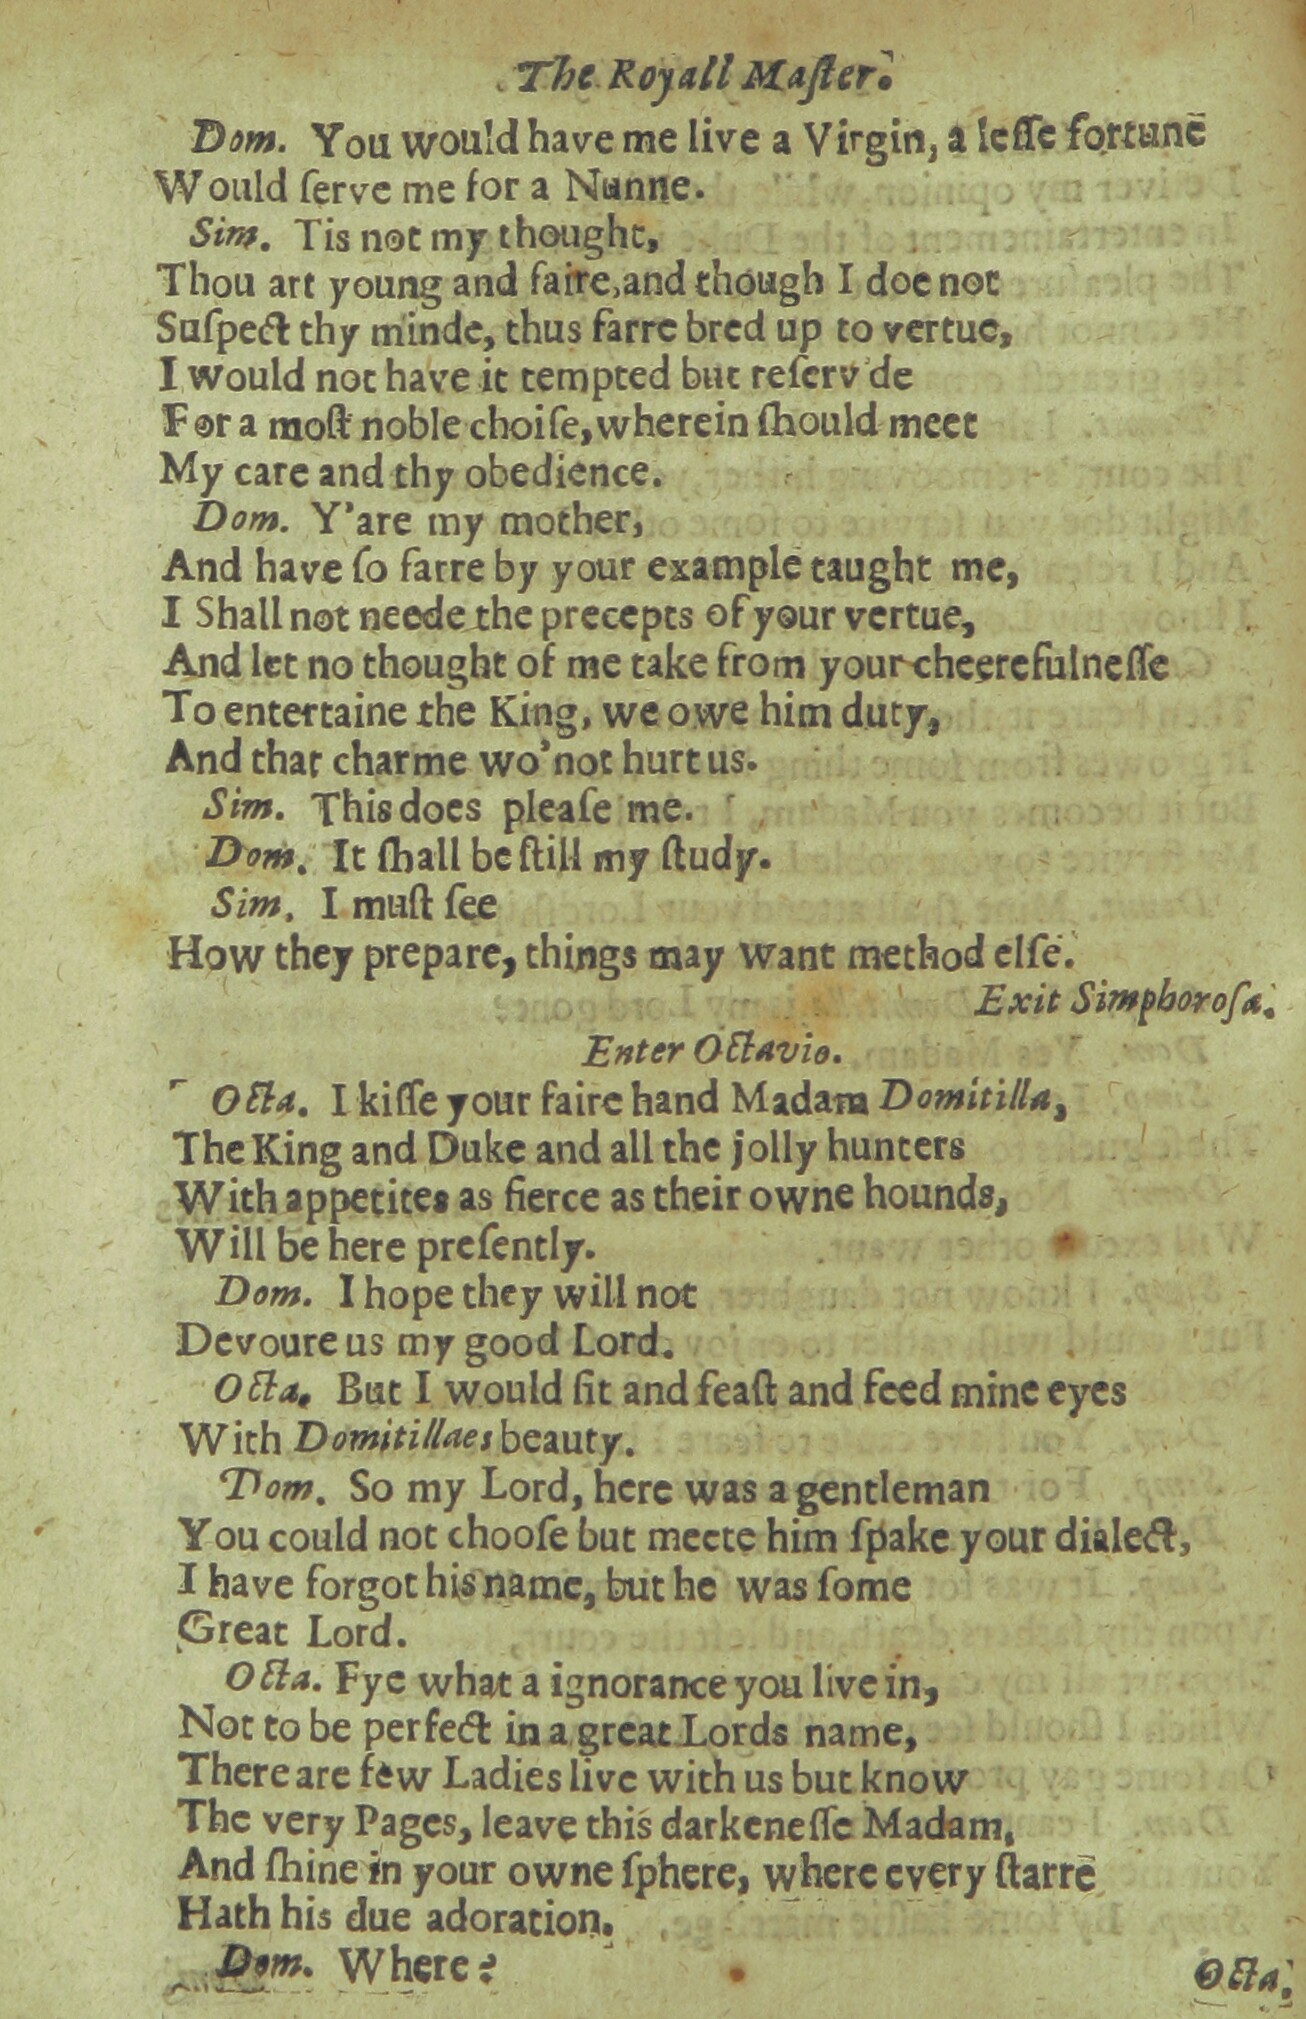 The Royall Maſter.
Dom. You would have me live a Virgin, a leſſe fortune
Would ſerve me for a Nunne.
Sim. Tis not my thought,
Thou art young and faire, and though I doe not
Suſpect thy minde, thus farre bred up to vertue,
I would not have it tempted but reſerv'de
For a moſt noble choiſe, wherein ſhould meet
My care and thy obedience.
Dom. Y'are my mother,
And have ſo farre by your example taught me,
I Shall not neede the precepts of your vertue,
And let no thought of me take from your cheerefulneſſe
To entertaine the King, we owe him duty,
And that charme wo'not hurt us.
Sim. This does pleaſe me.
Dom. It ſhall be ſtill my ſtudy.
Sim. I muſt ſee
How they prepare, things may want method elſe.
Exit Simphoroſa.
Enter Octavio.
Octa. I kiſſe your faire hand Madam Domitilla,
The King and Duke and all the jolly hunters
With appetites as fierce as their owne hounds,
Will be here preſently.
Dom. I hope they will not
Devoure us my good Lord.
Octa. But I would ſit and feaſt and feed mine eyes
With Domitillaes beauty.
Dom. So my Lord, here was a gentleman
You could not chooſe but meete him ſpake your dialect,
I have forgot his name, but he was ſome
Great Lord.
Octa. Fye what a ignorance you live in,
Not to be perfect in a great Lords name,
There are few Ladies live with us but know
The very Pages, leave this darkeneſſe Madam,
And ſhine in your owne ſphere, where every ſtarre
Hath his due adoration.
Dom. Where?
Octa.